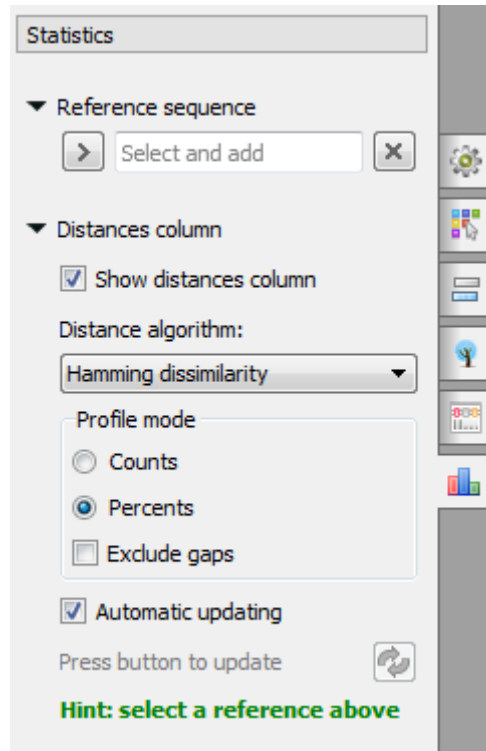 Statistics
Reference sequence
Select and add
Distances column
Show distances column
Distance algorithm:
Hamming dissimilarity
Profile mode
Counts
Percents
Exclude gaps
Automatic updating
Press button to update
Hint: select a reference above